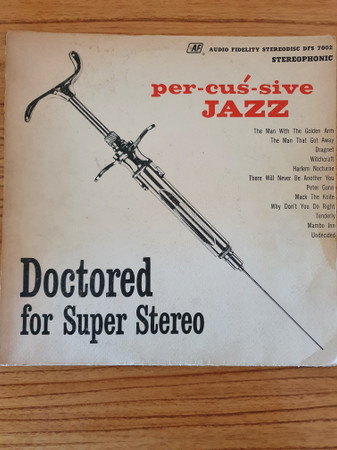 AF AUDIO FIDELITY STEREODISC DFS 7002
STEREOPHONIC
per-cuś-sive
JAZZ
The Man With The Golden Arm
The Man That Got Away
Dragnet
Witchcraft
Harlem Nocturne
There Will Never Be Another You
Peter Gunn
Mack The Knife
Why Don't You Do Right
Tenderly
Mambo Inn
Undecided
Doctored
for Super Stereo